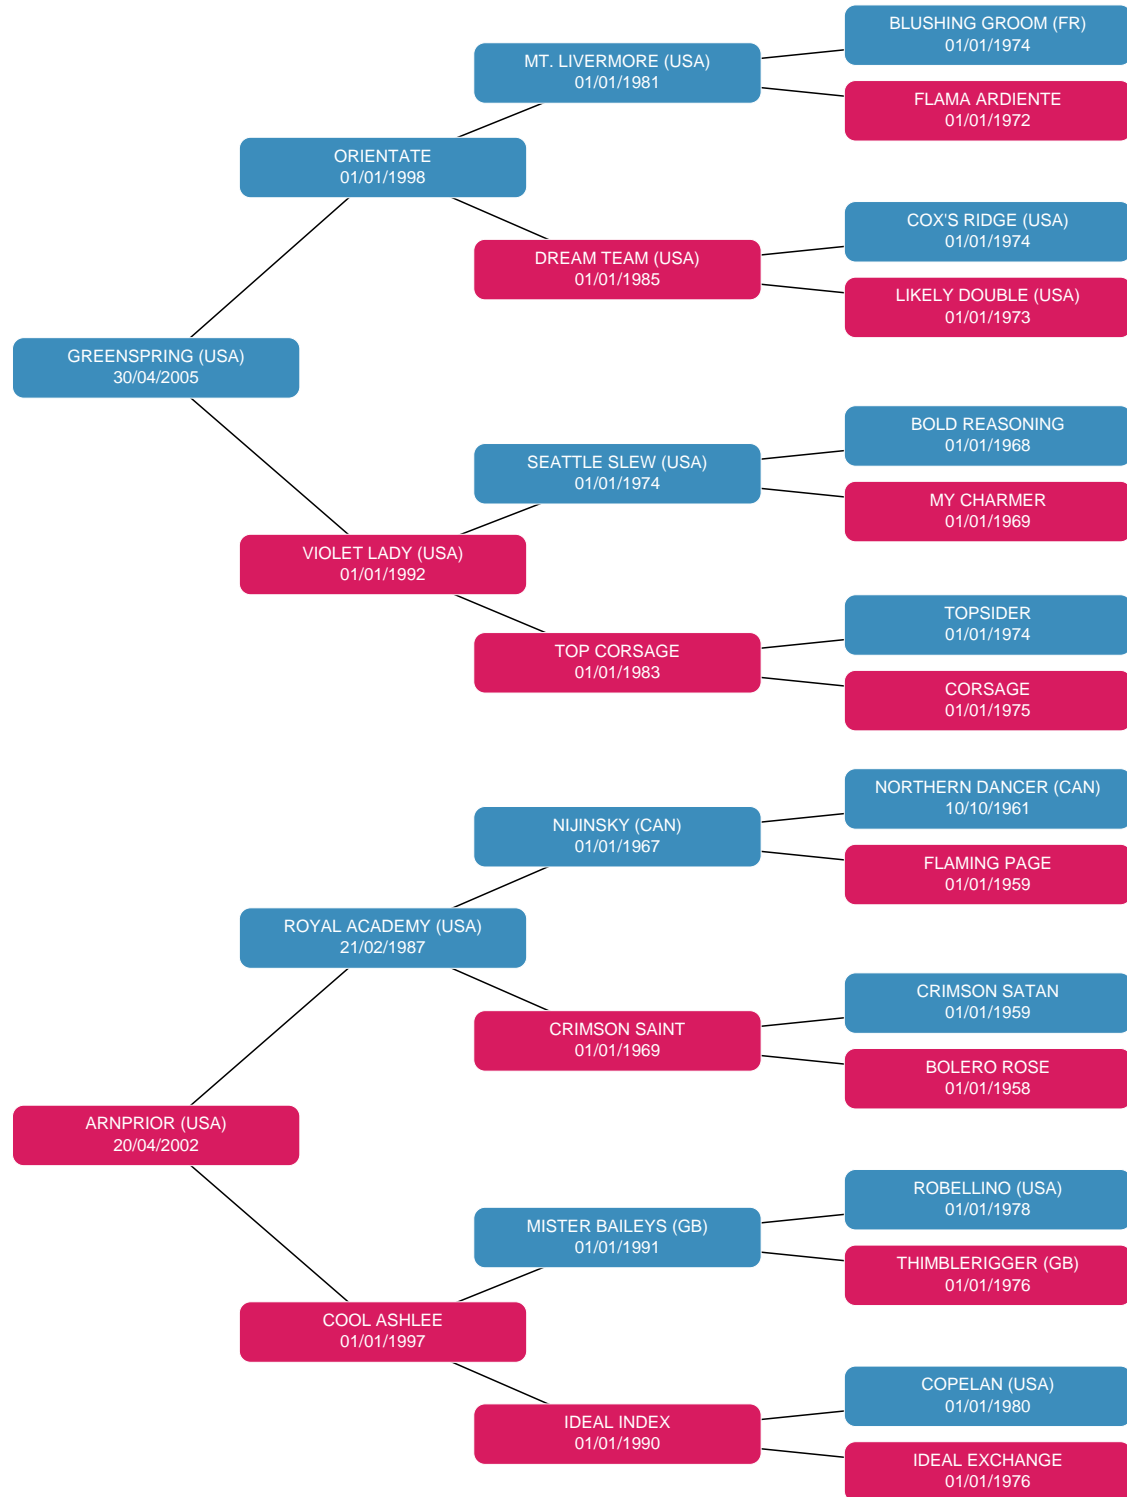 BLUSHING GROOM (FR)
01/01/1974
MT. LIVERMORE (USA)
01/01/1981
FLAMA ARDIENTE
01/01/1972
ORIENTATE
01/01/1998
COX'S RIDGE (USA)
01/01/1974
DREAM TEAM (USA)
01/01/1985
LIKELY DOUBLE (USA)
01/01/1973
GREENSPRING (USA)
30/04/2005
BOLD REASONING
01/01/1968
SEATTLE SLEW (USA)
01/01/1974
MY CHARMER
01/01/1969
VIOLET LADY (USA)
01/01/1992
TOPSIDER
01/01/1974
TOP CORSAGE
01/01/1983
CORSAGE
01/01/1975
NORTHERN DANCER (CAN)
10/10/1961
NIJINSKY (CAN)
01/01/1967
FLAMING PAGE
01/01/1959
ROYAL ACADEMY (USA)
21/02/1987
CRIMSON SATAN
01/01/1959
CRIMSON SAINT
01/01/1969
BOLERO ROSE
01/01/1958
ARNPRIOR (USA)
20/04/2002
ROBELLINO (USA)
01/01/1978
MISTER BAILEYS (GB)
01/01/1991
THIMBLERIGGER (GB)
01/01/1976
COOL ASHLEE
01/01/1997
COPELAN (USA)
01/01/1980
IDEAL INDEX
01/01/1990
IDEAL EXCHANGE
01/01/1976